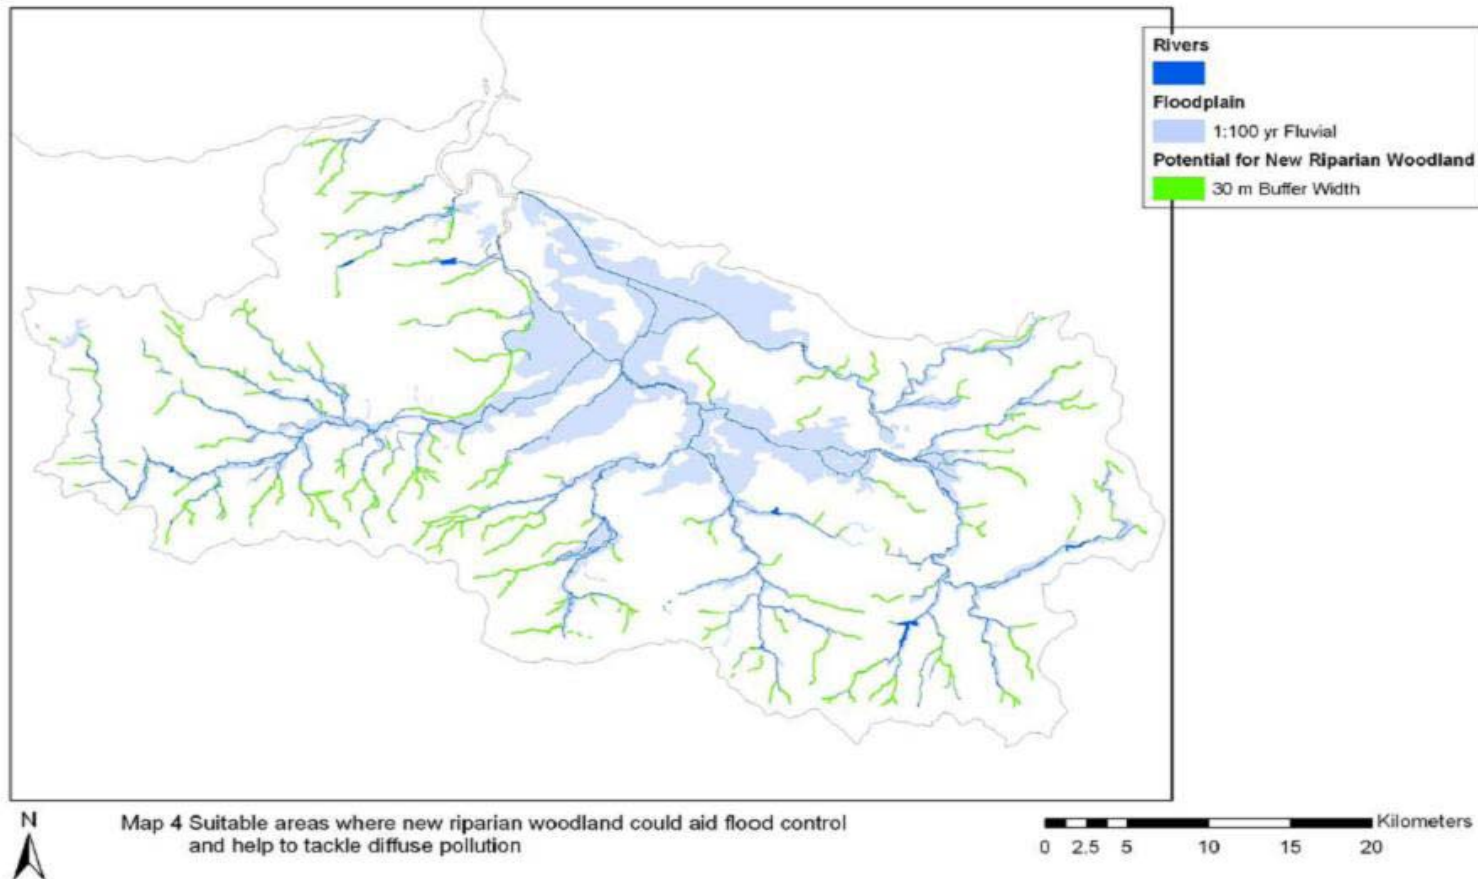 Rivers
Floodplain
1:100 yr Fluvial
Potential for New Riparian Woodland
30 m Buffer Width
N
Map 4 Suitable areas where new riparian woodland could aid flood control
and help to tackle diffuse pollution
Kilometers
0 2.5 5 10 15 20